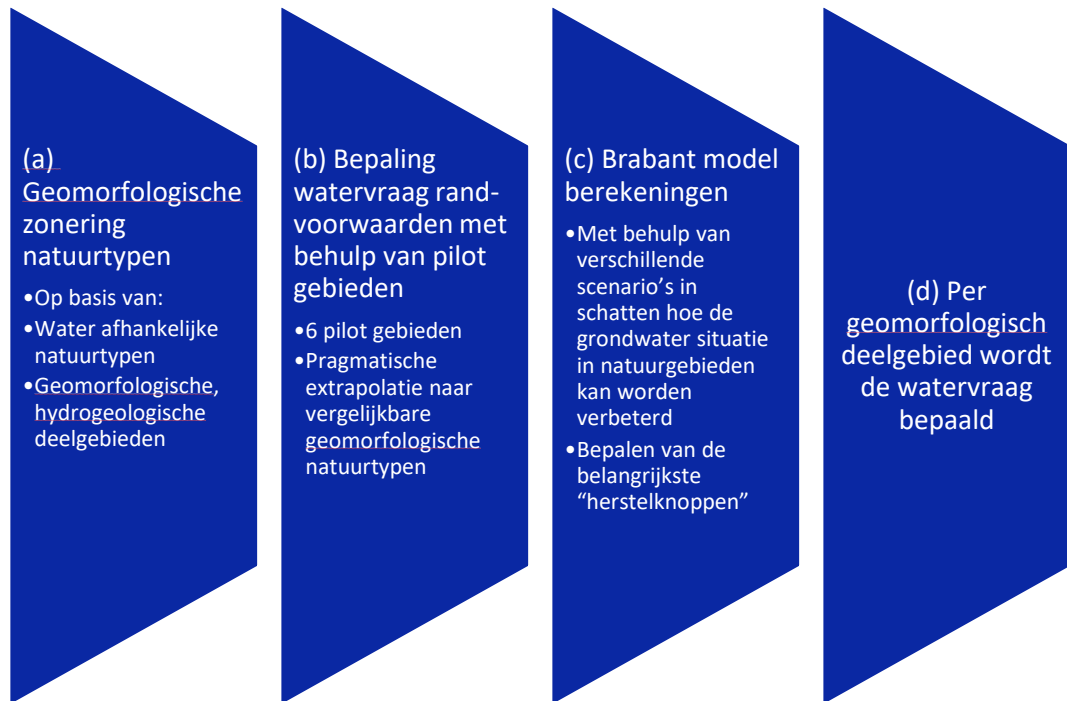 (a)
Geomorfologische
zonering
natuurtypen
•Op basis van:
•Water afhankelijke
natuurtypen
•Geomorfologische,
hydrogeologische
deelgebieden
(b) Bepaling
watervraag rand-
voorwaarden met
behulp van pilot
gebieden
•6 pilot gebieden
•Pragmatische
extrapolatie naar
vergelijkbare
geomorfologische
natuurtypen
(c) Brabant model
berekeningen
•Met behulp van
verschillende
scenario’s in
schatten hoe de
grondwater situatie
in natuurgebieden
kan worden
verbeterd
•Bepalen van de
belangrijkste
“herstelknoppen”
(d) Per
geomorfologisch
deelgebied wordt
de watervraag
bepaald